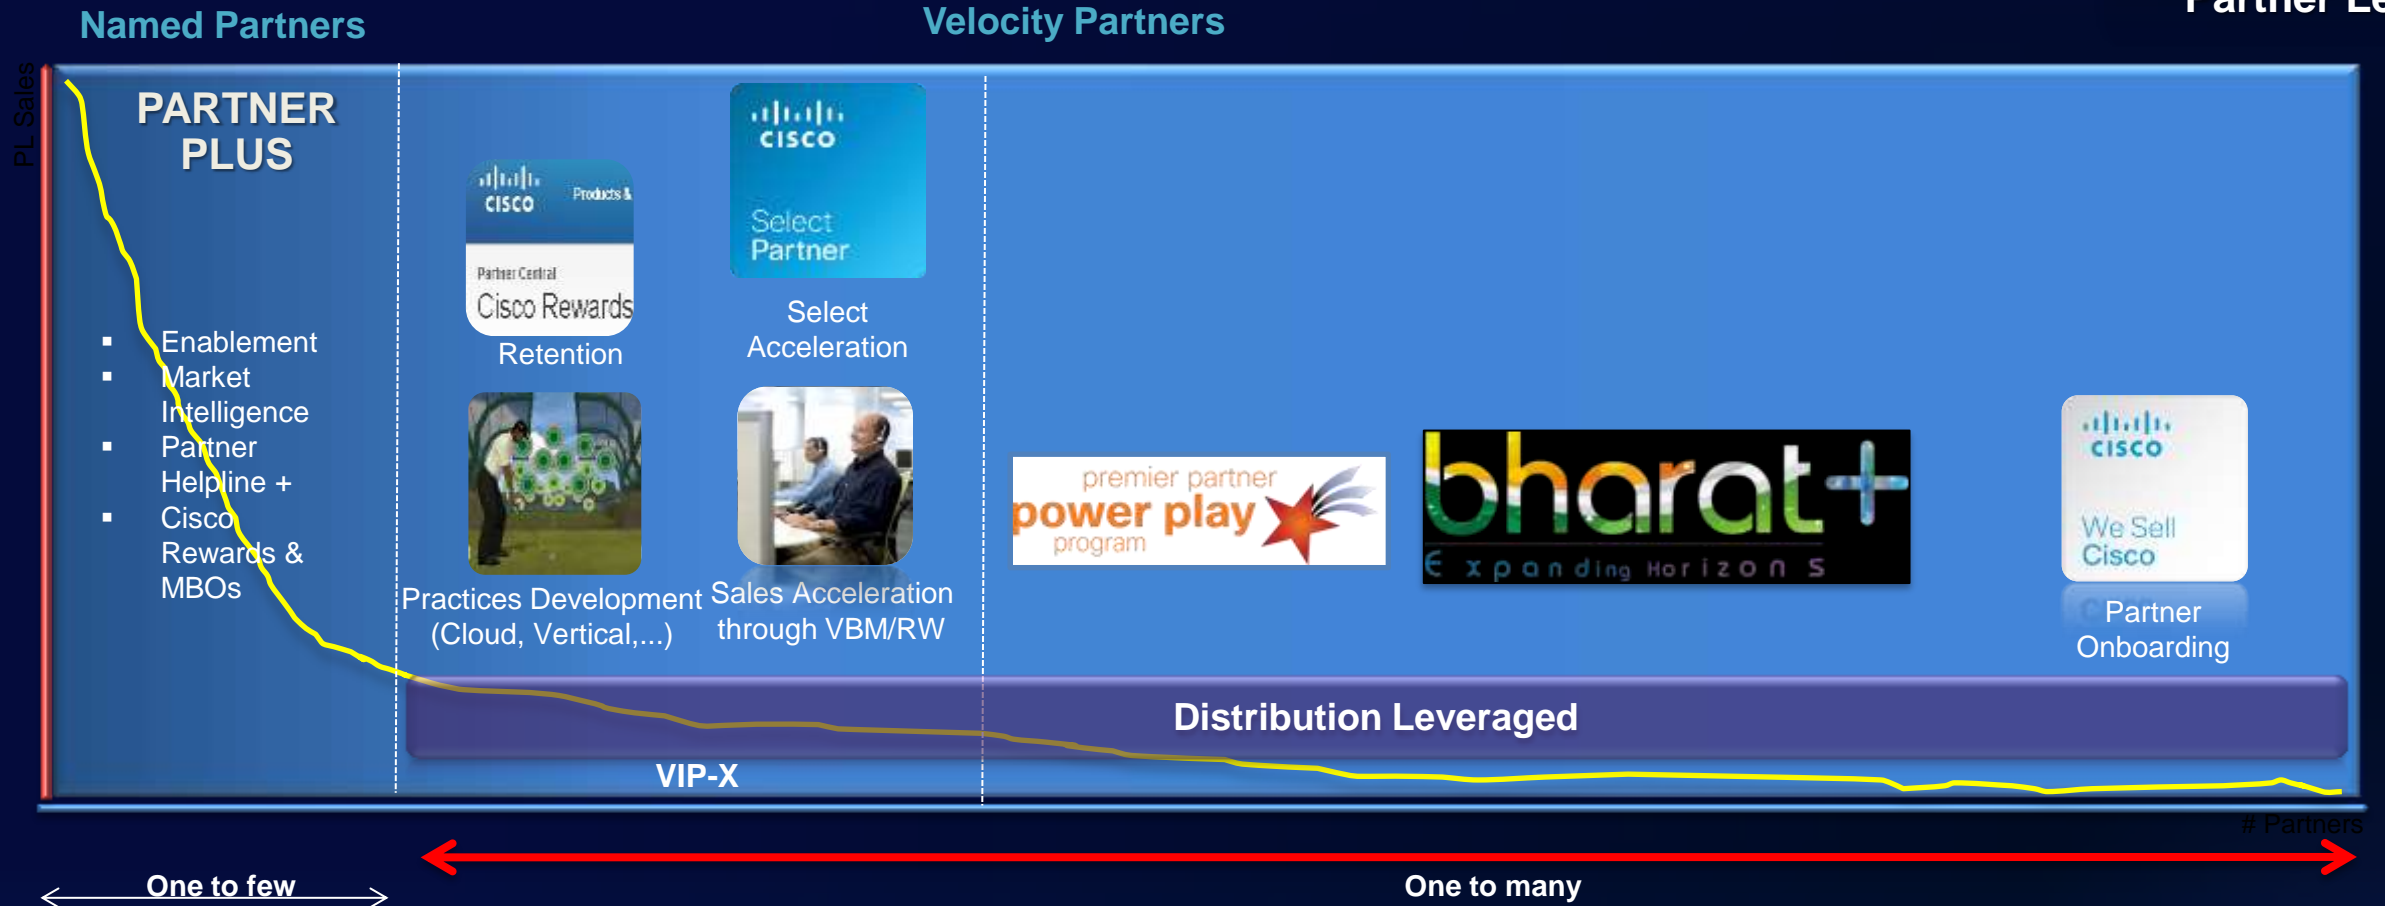 Named Partners
Velocity Partners
Partner
PL Sales
PARTNER
PLUS
Enablement
Market
Intelligence
Partner
Helpline +
Cisco
Rewards &
MBOs
CISCO
Products &
Partner Central
Cisco Rewards
Retention
CISCO
Select
Partner
Select
Acceleration
Practices Development
(Cloud, Vertical,...)
Sales Acceleration
through VBM/RW
premier partner
power play
program
bharat+
Expanding Horizons
CISCO
We Sell
Cisco
Partner
Onboarding
Distribution Leveraged
VIP-X
# Partners
One to few
One to many